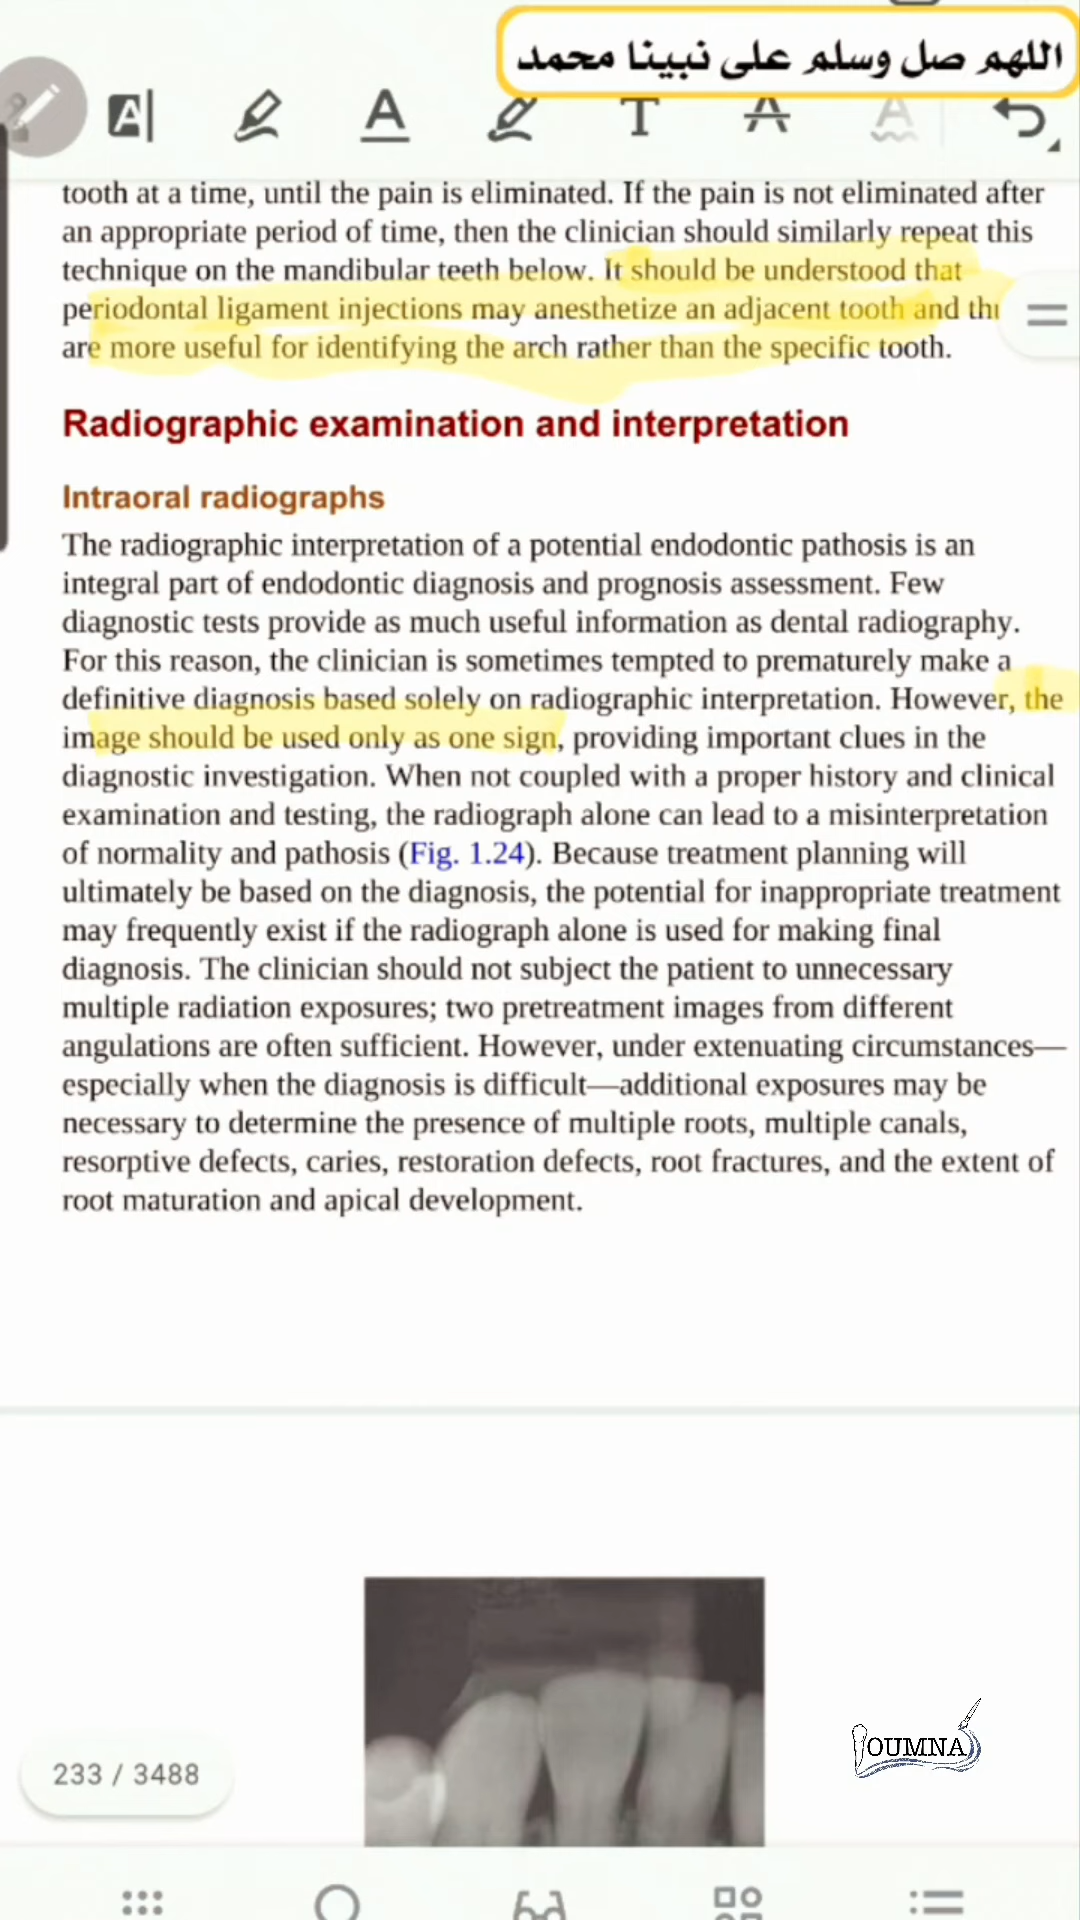 اللهم صل وسلم على نبينا محمد
A
A
T
A
A
tooth at a time, until the pain is eliminated. If the pain is not eliminated after
an appropriate period of time, then the clinician should similarly repeat this
technique on the mandibular teeth below. It should be understood that
periodontal ligament injections may anesthetize an adjacent tooth and
are more useful for identifying the arch rather than the specific tooth.
Radiographic examination and interpretation
Intraoral radiographs
The radiographic interpretation of a potential endodontic pathosis is an
integral part of endodontic diagnosis and prognosis assessment. Few
diagnostic tests provide as much useful information as dental radiography.
For this reason, the clinician is sometimes tempted to prematurely make a
definitive diagnosis based solely on radiographic interpretation. However, the
image should be used only as one sign, providing important clues in the
diagnostic investigation. When not coupled with a proper history and clinical
examination and testing, the radiograph alone can lead to a misinterpretation
of normality and pathosis (Fig. 1.24). Because treatment planning will
ultimately be based on the diagnosis, the potential for inappropriate treatment
may frequently exist if the radiograph alone is used for making final
diagnosis. The clinician should not subject the patient to unnecessary
multiple radiation exposures; two pretreatment images from different
angulations are often sufficient. However, under extenuating circumstances—
especially when the diagnosis is difficult—additional exposures may be
necessary to determine the presence of multiple roots, multiple canals,
resorptive defects, caries, restoration defects, root fractures, and the extent of
root maturation and apical development.
OUMNA
233 / 3488